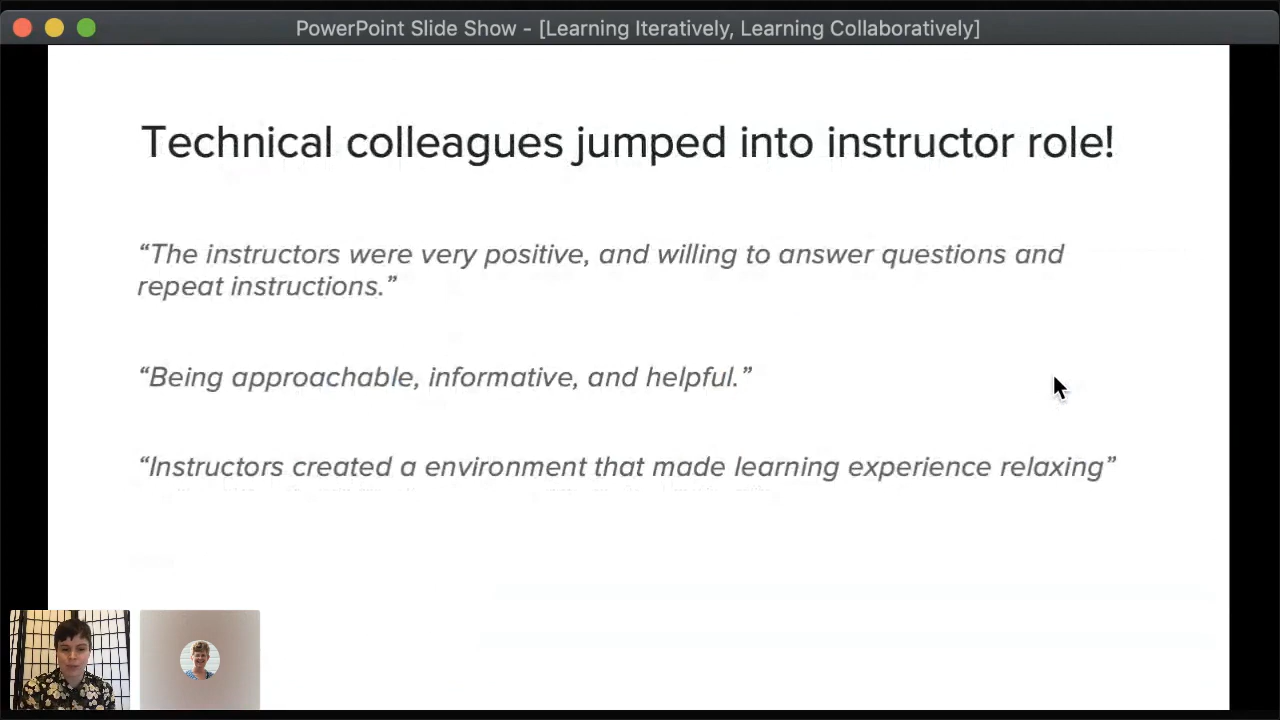 PowerPoint Slide Show - [Learning Iteratively, Learning Collaboratively]
Technical colleagues jumped into instructor role!
“The instructors were very positive, and willing to answer questions and
repeat instructions.”
“Being approachable, informative, and helpful.”
“Instructors created a environment that made learning experience relaxing”